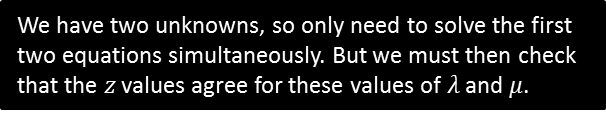 We have two unknowns, so only need to solve the first
two equations simultaneously. But we must then check
that the z values agree for these values of λ and μ.